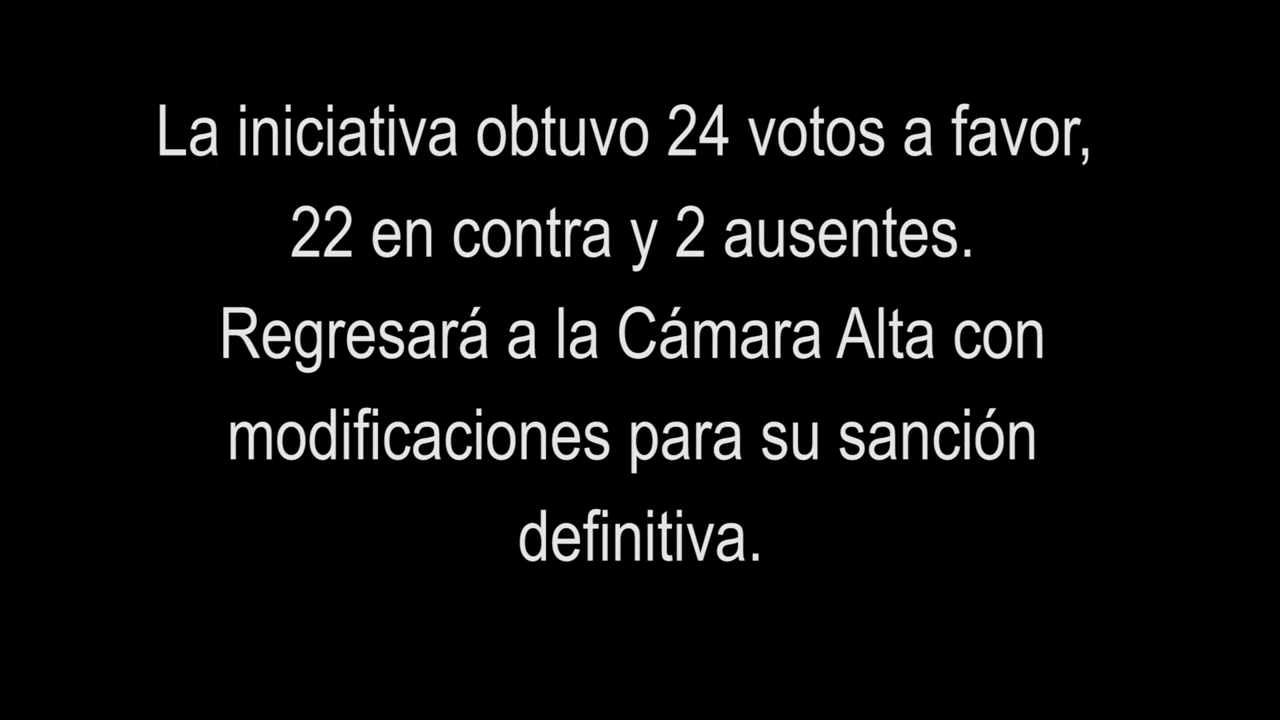 La iniciativa obtuvo 24 votos a favor,
22 en contra y 2 ausentes.
Regresará a la Cámara Alta con
modificaciones para su sanción
definitiva.